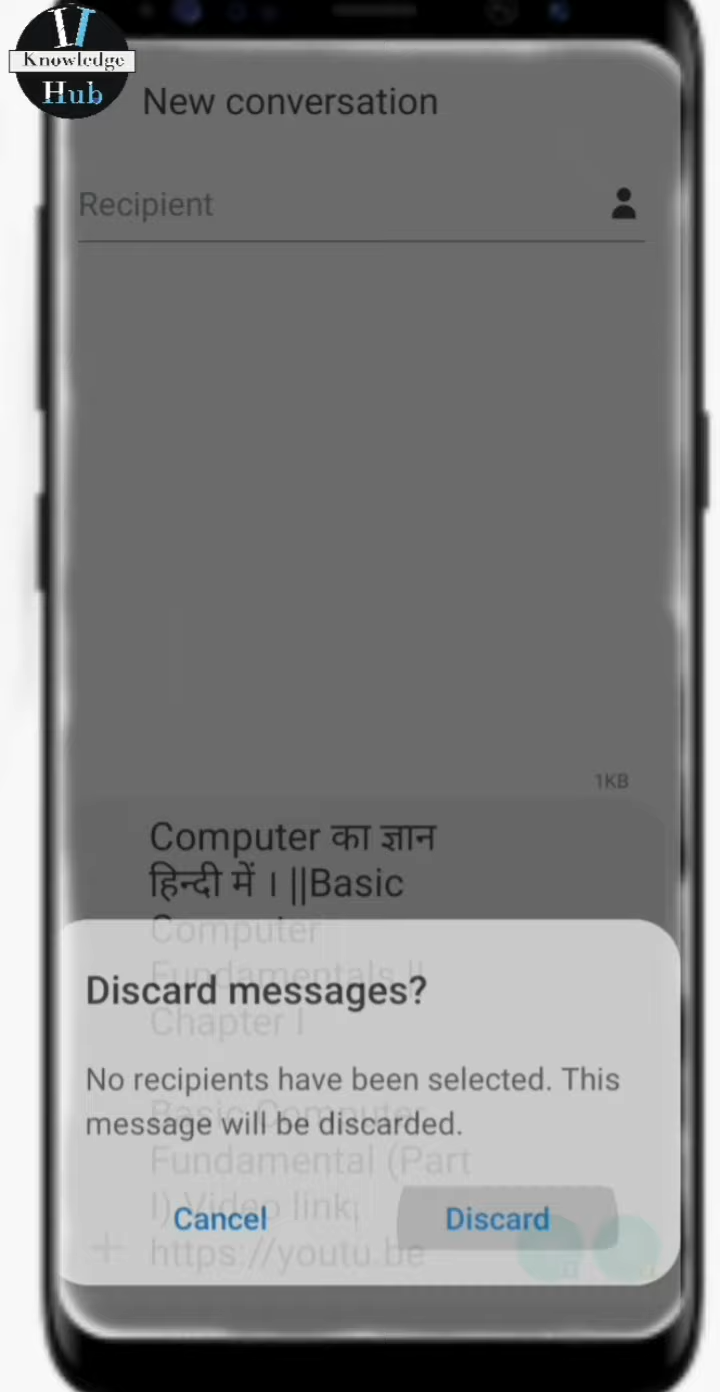 Knowledge
Hub
New conversation
Recipient
1KB
Computer का ज्ञान
हिन्दी में । ||Basic
Computer
Fundamentals ||
Chapter I
Discard messages?
No recipients have been selected. This
message will be discarded.
Basic Computer
Fundamental (Part
I) Video link
https://youtu.be
Cancel
Discard